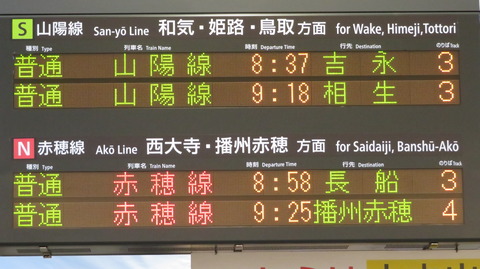 S 山陽線 San-yō Line 和気・姫路・鳥取 方面 for Wake, Himeji,Tottori
種別 Type 列車名 Train Name 時刻 Departure Time 行先 Destination のりば Track
普通 山陽線 8:37 吉永 3
普通 山陽線 9:18 相生 3
N 赤穂線 Akō Line 西大寺・播州赤穂 方面 for Saidaiji, Banshū-Akō
種別 Type 列車名 Train Name 時刻 Departure Time 行先 Destination のりば Track
普通 赤穂線 8:58 長船 3
普通 赤穂線 9:25 播州赤穂 4